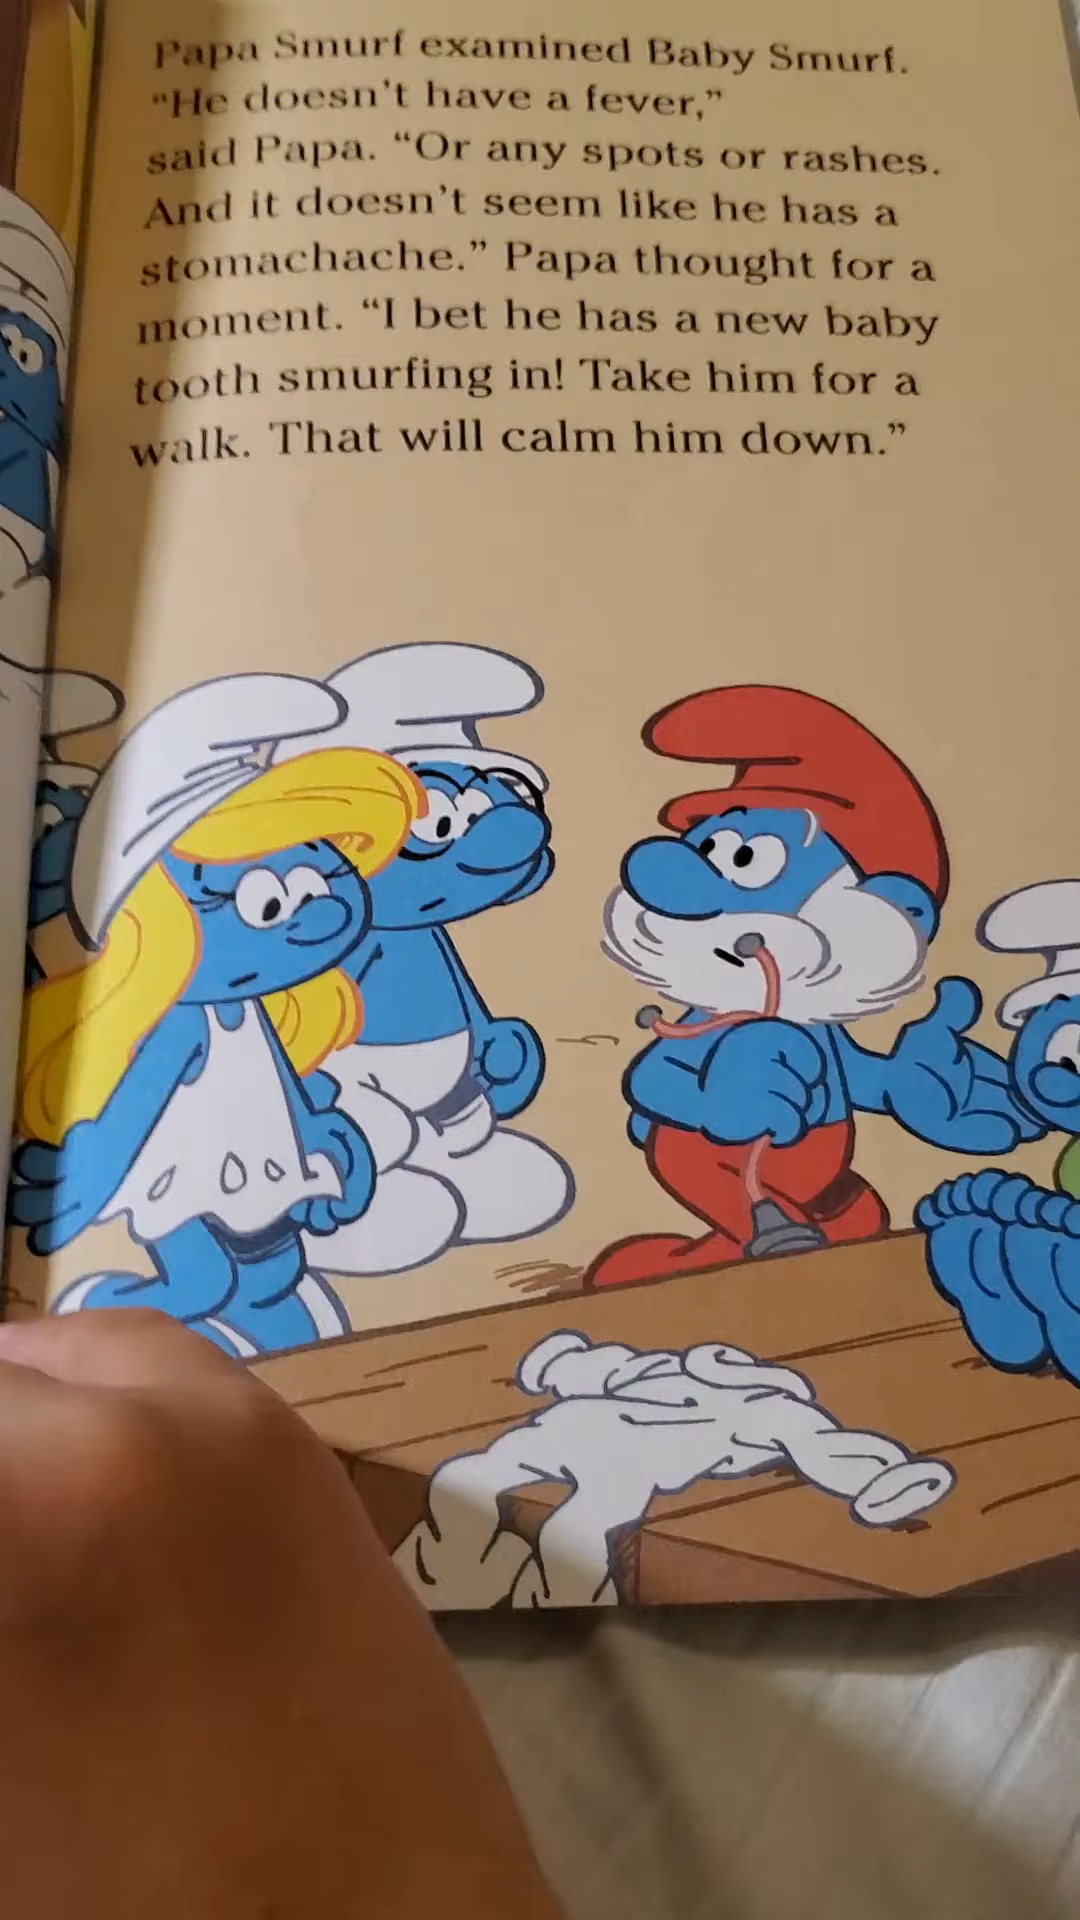 Papa Smurf examined Baby Smurf.
“He doesn’t have a fever,”
said Papa. “Or any spots or rashes.
And it doesn’t seem like he has a
stomachache.” Papa thought for a
moment. “I bet he has a new baby
tooth smurfing in! Take him for a
walk. That will calm him down.”